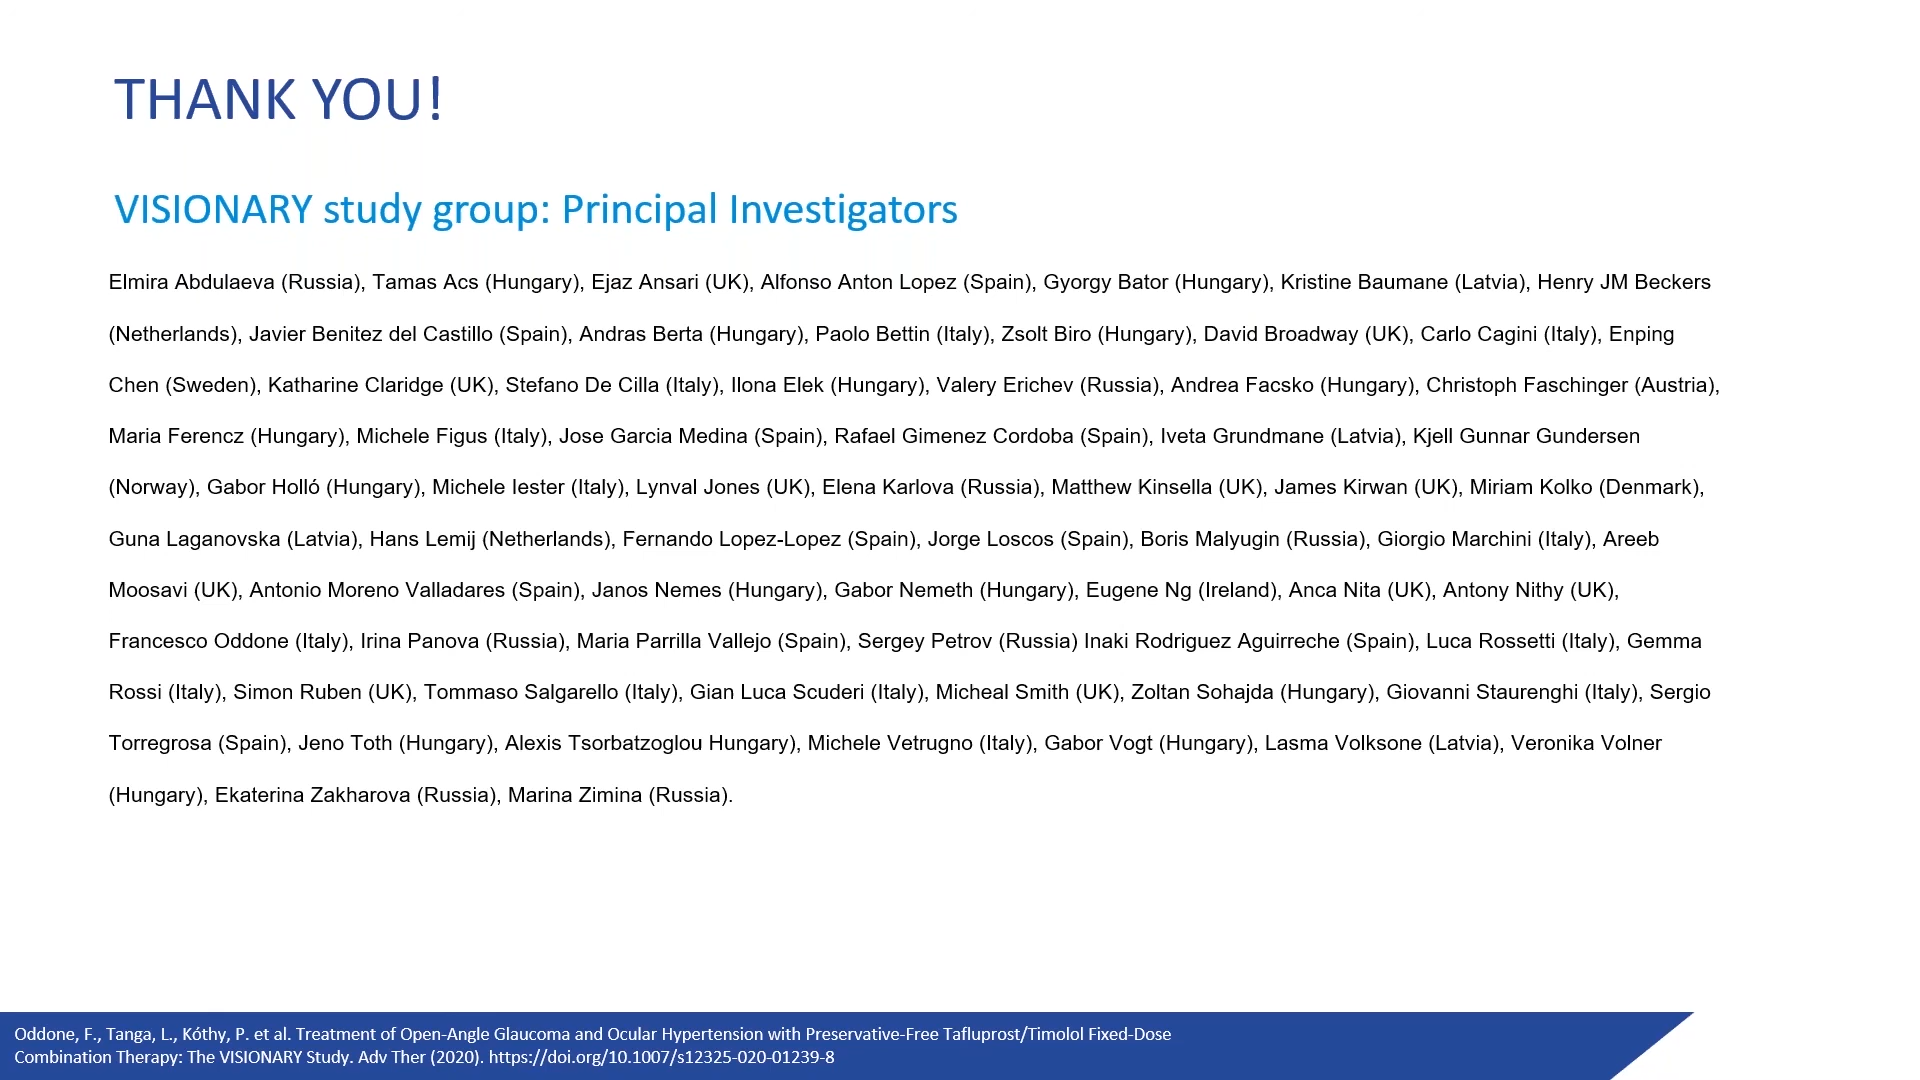 THANK YOU!
VISIONARY study group: Principal Investigators
Elmira Abdulaeva (Russia), Tamas Acs (Hungary), Ejaz Ansari (UK), Alfonso Anton Lopez (Spain), Gyorgy Bator (Hungary), Kristine Baumane (Latvia), Henry JM Beckers
(Netherlands), Javier Benitez del Castillo (Spain), Andras Berta (Hungary), Paolo Bettin (Italy), Zsolt Biro (Hungary), David Broadway (UK), Carlo Cagini (Italy), Enping
Chen (Sweden), Katharine Claridge (UK), Stefano De Cilla (Italy), Ilona Elek (Hungary), Valery Erichev (Russia), Andrea Facsko (Hungary), Christoph Faschinger (Austria),
Maria Ferencz (Hungary), Michele Figus (Italy), Jose Garcia Medina (Spain), Rafael Gimenez Cordoba (Spain), Iveta Grundmane (Latvia), Kjell Gunnar Gundersen
(Norway), Gabor Holló (Hungary), Michele Iester (Italy), Lynval Jones (UK), Elena Karlova (Russia), Matthew Kinsella (UK), James Kirwan (UK), Miriam Kolko (Denmark),
Guna Laganovska (Latvia), Hans Lemij (Netherlands), Fernando Lopez-Lopez (Spain), Jorge Loscos (Spain), Boris Malyugin (Russia), Giorgio Marchini (Italy), Areeb
Moosavi (UK), Antonio Moreno Valladares (Spain), Janos Nemes (Hungary), Gabor Nemeth (Hungary), Eugene Ng (Ireland), Anca Nita (UK), Antony Nithy (UK),
Francesco Oddone (Italy), Irina Panova (Russia), Maria Parrilla Vallejo (Spain), Sergey Petrov (Russia) Inaki Rodriguez Aguirreche (Spain), Luca Rossetti (Italy), Gemma
Rossi (Italy), Simon Ruben (UK), Tommaso Salgarello (Italy), Gian Luca Scuderi (Italy), Micheal Smith (UK), Zoltan Sohajda (Hungary), Giovanni Staurenghi (Italy), Sergio
Torregrosa (Spain), Jeno Toth (Hungary), Alexis Tsorbatzoglou Hungary), Michele Vetrugno (Italy), Gabor Vogt (Hungary), Lasma Volksone (Latvia), Veronika Volner
(Hungary), Ekaterina Zakharova (Russia), Marina Zimina (Russia).
Oddone, F., Tanga, L., Kóthy, P. et al. Treatment of Open-Angle Glaucoma and Ocular Hypertension with Preservative-Free Tafluprost/Timolol Fixed-Dose
Combination Therapy: The VISIONARY Study. Adv Ther (2020). https://doi.org/10.1007/s12325-020-01239-8